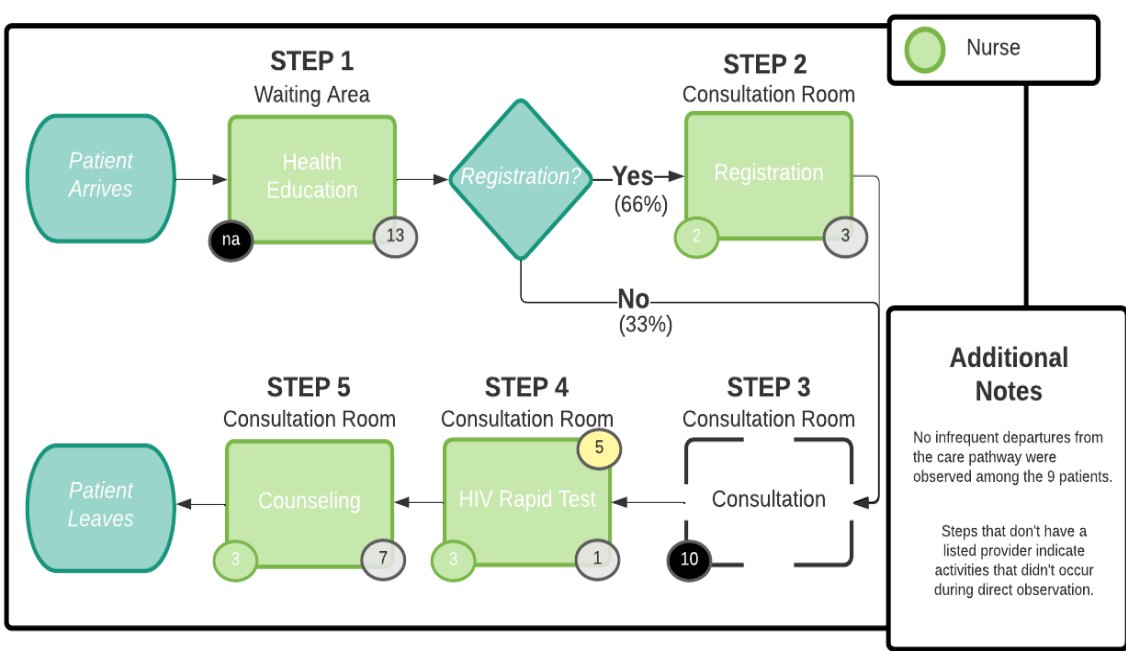 Nurse
STEP 1
Waiting Area
Patient
Arrives
Health
Education
na
13
Registration?
Yes
(66%)
No
(33%)
STEP 2
Consultation Room
Registration
2
3
STEP 3
Consultation Room
Consultation
10
STEP 4
Consultation Room
5
HIV Rapid Test
3
1
STEP 5
Consultation Room
Counseling
3
7
Patient
Leaves
Additional
Notes
No infrequent departures from
the care pathway were
observed among the 9 patients.
Steps that don't have a
listed provider indicate
activities that didn't occur
during direct observation.